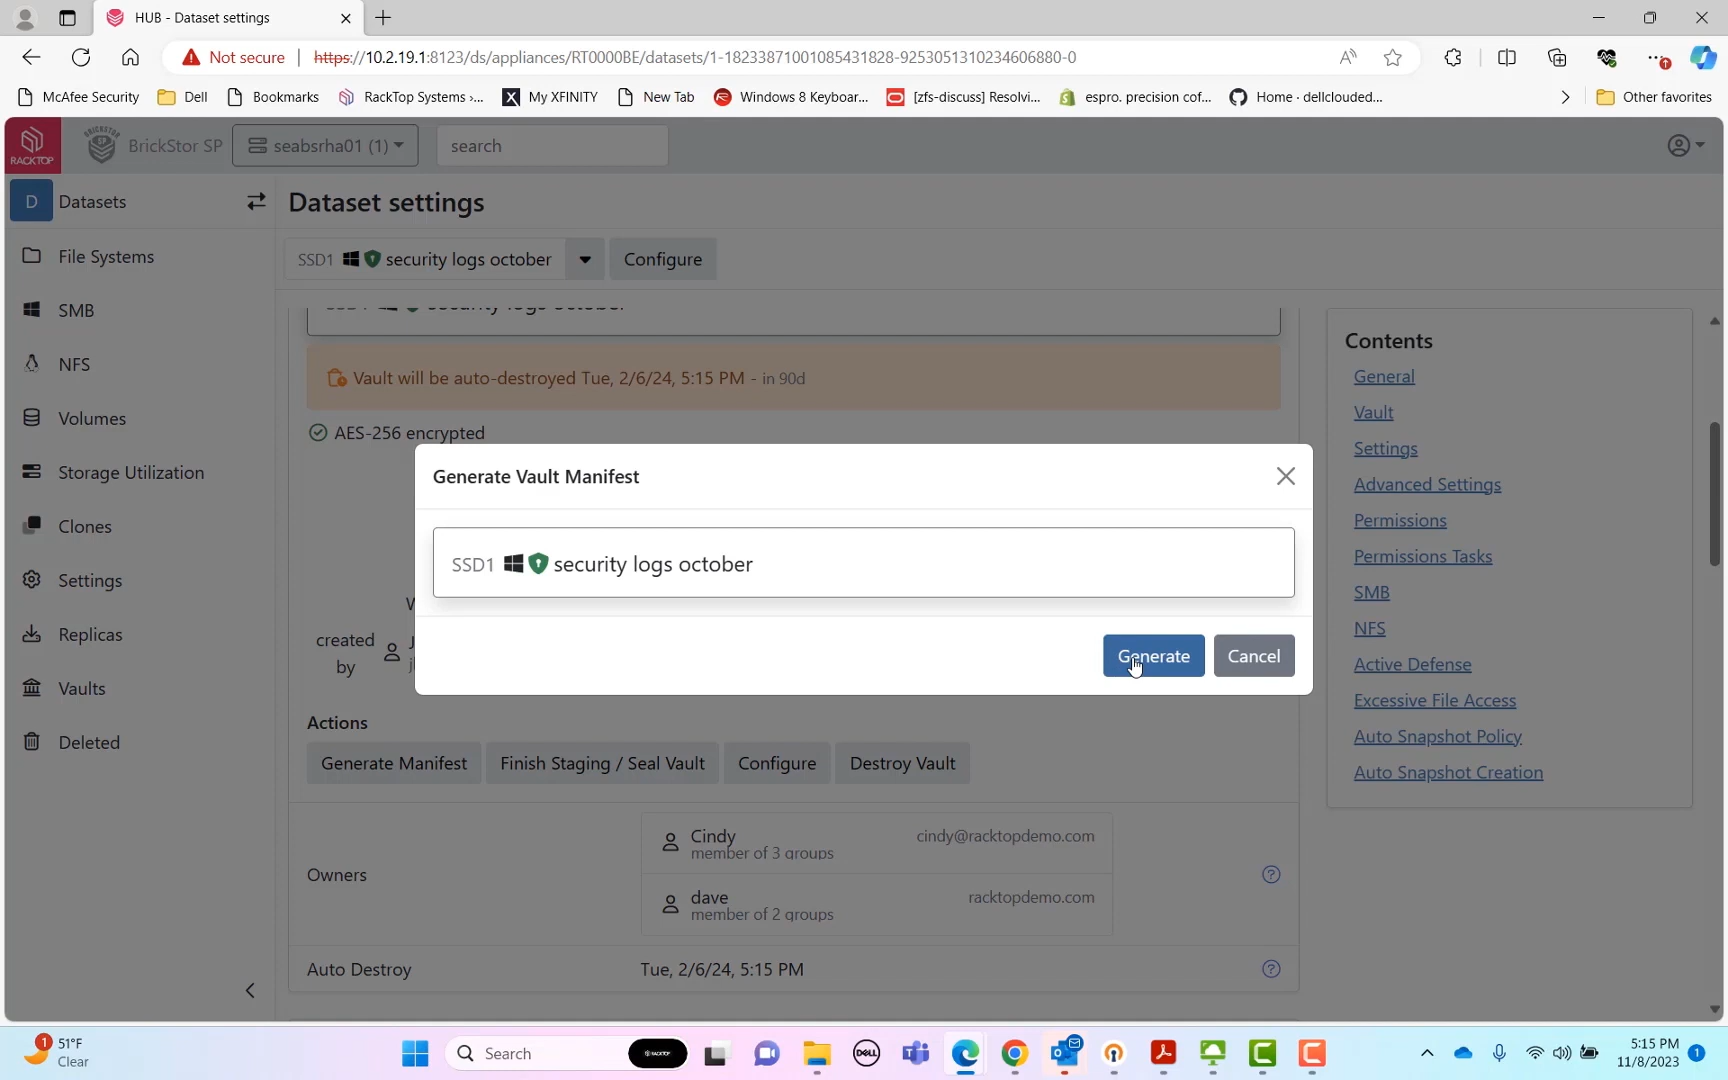 HUB - Dataset settings
Not secure
https://10.2.19.1:8123/ds/appliances/RT0000BE/datasets/1-18233871001085431828-9253051310234606880-0
McAfee Security
Dell
Bookmarks
RackTop Systems >...
My XFINITY
New Tab
Windows 8 Keyboar...
[zfs-discuss] Resolvi...
espro. precision cof...
Home · dellclouded...
Other favorites
RACKTOP
BRICKSTOR
BrickStor SP
seabsrha01 (1)
search
D
Datasets
Dataset settings
File Systems
SMB
NFS
Volumes
Storage Utilization
Clones
Settings
Replicas
Vaults
Deleted
SSD1 security logs october
Configure
Vault will be auto-destroyed Tue, 2/6/24, 5:15 PM - in 90d
AES-256 encrypted
Generate Vault Manifest
SSD1 security logs october
Generate
Cancel
created
by
Actions
Generate Manifest
Finish Staging / Seal Vault
Configure
Destroy Vault
Owners
Cindy
cindy@racktopdemo.com
member of 3 groups
dave
racktopdemo.com
member of 2 groups
Auto Destroy
Tue, 2/6/24, 5:15 PM
Contents
General
Vault
Settings
Advanced Settings
Permissions
Permissions Tasks
SMB
NFS
Active Defense
Excessive File Access
Auto Snapshot Policy
Auto Snapshot Creation
1
51°F
Clear
Search
RACKTOP
DELL
5:15 PM
11/8/2023
1